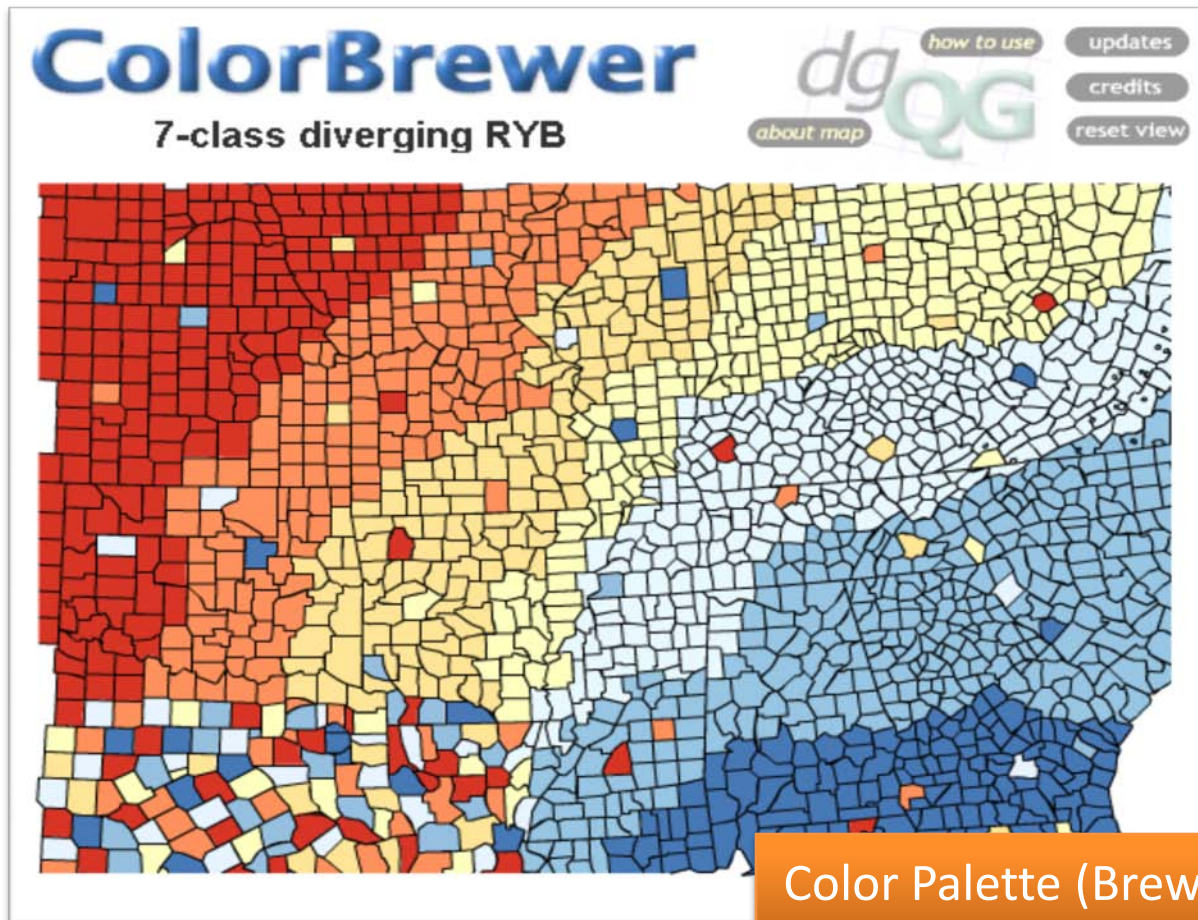 ColorBrewer
7-class diverging RYB
dg
QG
how to use
about map
updates
credits
reset view
Color Palette (Brew